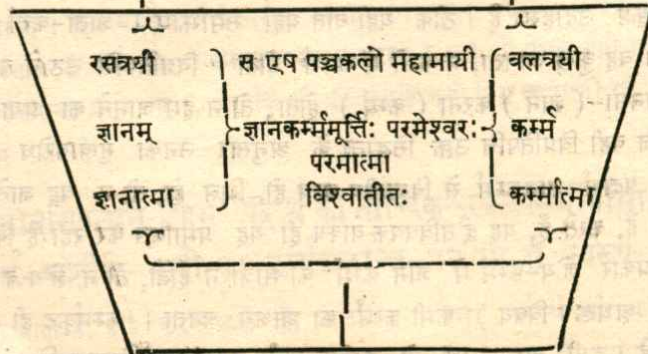 रसत्रयी स एष पञ्चकलो महामायी वलत्रयी
ज्ञानम् ज्ञानकर्म्ममूर्त्तिः परमेश्वरः कर्म्म
परमात्मा
ज्ञानात्मा विश्वातीतः कर्म्मात्मा